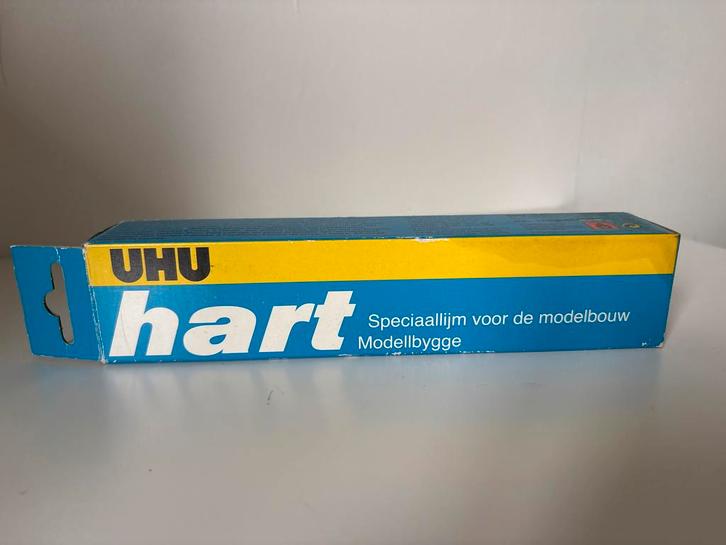 UHU
hart
Speciaallijm voor de modelbouw
Modellbygge